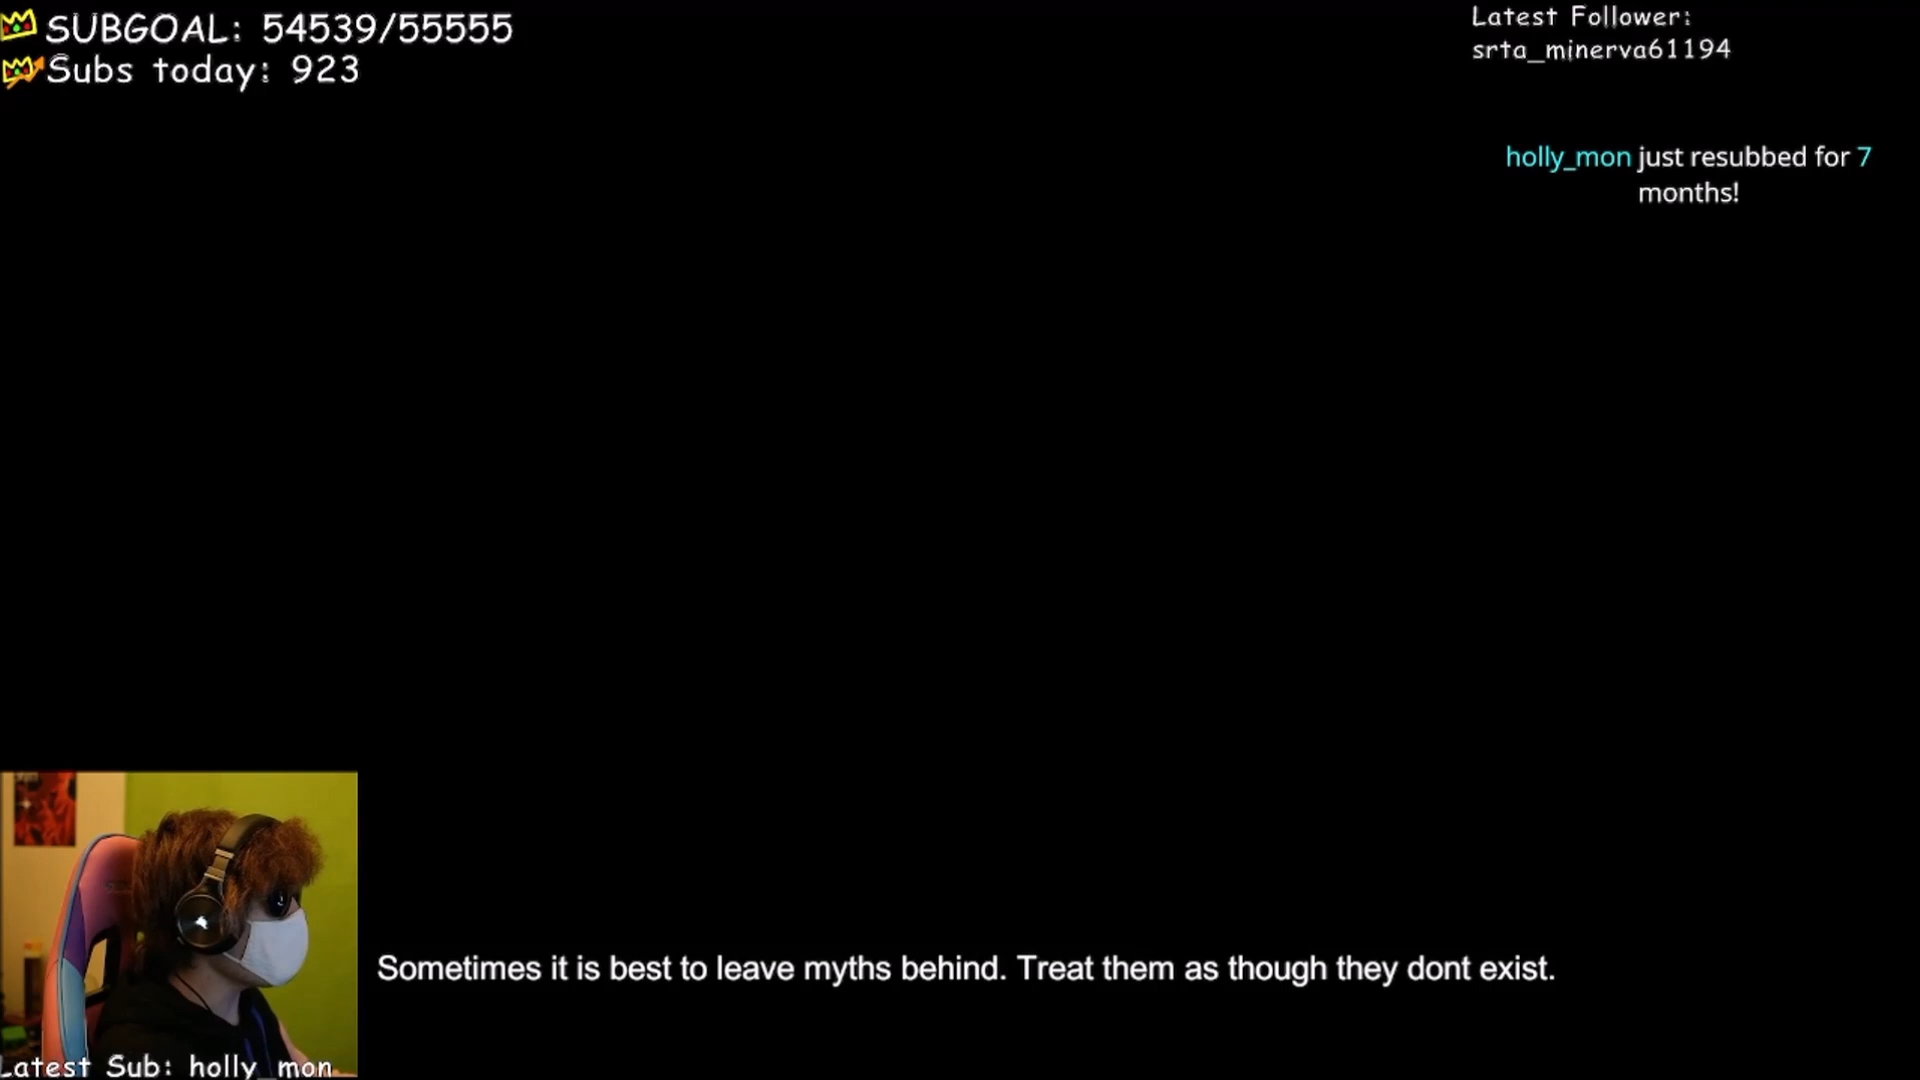 SUBGOAL: 54539/55555
Subs today: 923
Latest Follower:
srta_minerva61194
holly_mon just resubbed for 7
months!
Sometimes it is best to leave myths behind. Treat them as though they dont exist.
Latest Sub: holly_mon